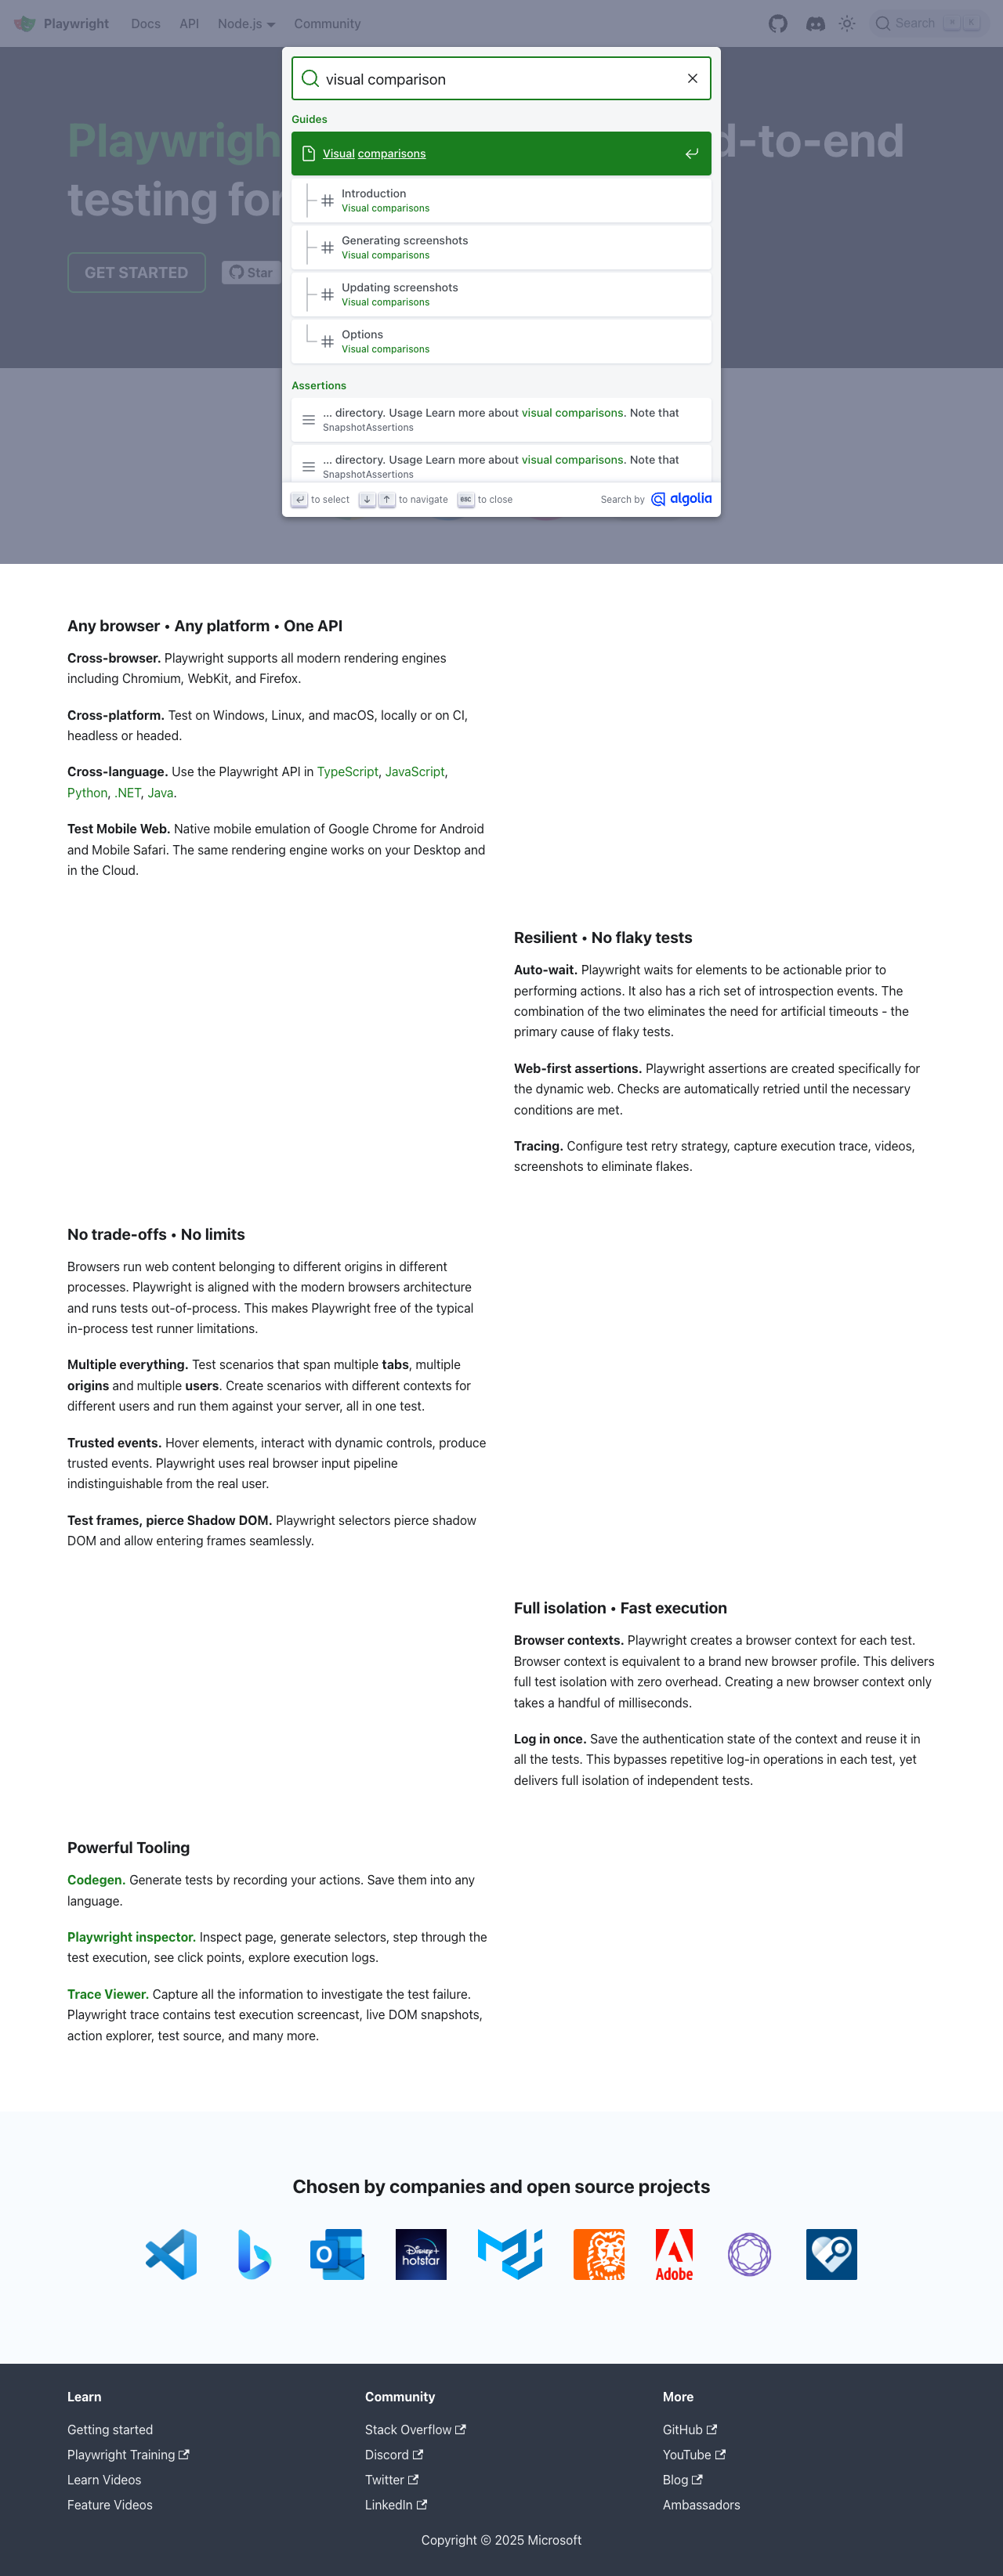 Playwright Docs API Node.js Community Search K
visual comparison
Guides
Playwright d-to-end
Visual comparisons
testing for
Introduction
Visual comparisons
Generating screenshots
Visual comparisons
GET STARTED Star
Updating screenshots
Visual comparisons
Options
Visual comparisons
Assertions
... directory. Usage Learn more about visual comparisons. Note that
SnapshotAssertions
... directory. Usage Learn more about visual comparisons. Note that
SnapshotAssertions
to select to navigate to close Search by algolia
Any browser • Any platform • One API
Cross-browser. Playwright supports all modern rendering engines
including Chromium, WebKit, and Firefox.
Cross-platform. Test on Windows, Linux, and macOS, locally or on CI,
headless or headed.
Cross-language. Use the Playwright API in TypeScript, JavaScript,
Python, .NET, Java.
Test Mobile Web. Native mobile emulation of Google Chrome for Android
and Mobile Safari. The same rendering engine works on your Desktop and
in the Cloud.
Resilient • No flaky tests
Auto-wait. Playwright waits for elements to be actionable prior to
performing actions. It also has a rich set of introspection events. The
combination of the two eliminates the need for artificial timeouts - the
primary cause of flaky tests.
Web-first assertions. Playwright assertions are created specifically for
the dynamic web. Checks are automatically retried until the necessary
conditions are met.
Tracing. Configure test retry strategy, capture execution trace, videos,
screenshots to eliminate flakes.
No trade-offs • No limits
Browsers run web content belonging to different origins in different
processes. Playwright is aligned with the modern browsers architecture
and runs tests out-of-process. This makes Playwright free of the typical
in-process test runner limitations.
Multiple everything. Test scenarios that span multiple tabs, multiple
origins and multiple users. Create scenarios with different contexts for
different users and run them against your server, all in one test.
Trusted events. Hover elements, interact with dynamic controls, produce
trusted events. Playwright uses real browser input pipeline
indistinguishable from the real user.
Test frames, pierce Shadow DOM. Playwright selectors pierce shadow
DOM and allow entering frames seamlessly.
Full isolation • Fast execution
Browser contexts. Playwright creates a browser context for each test.
Browser context is equivalent to a brand new browser profile. This delivers
full test isolation with zero overhead. Creating a new browser context only
takes a handful of milliseconds.
Log in once. Save the authentication state of the context and reuse it in
all the tests. This bypasses repetitive log-in operations in each test, yet
delivers full isolation of independent tests.
Powerful Tooling
Codegen. Generate tests by recording your actions. Save them into any
language.
Playwright inspector. Inspect page, generate selectors, step through the
test execution, see click points, explore execution logs.
Trace Viewer. Capture all the information to investigate the test failure.
Playwright trace contains test execution screencast, live DOM snapshots,
action explorer, test source, and many more.
Chosen by companies and open source projects
Disney+
hotstar
Adobe
Learn Community More
Getting started Stack Overflow GitHub
Playwright Training Discord YouTube
Learn Videos Twitter Blog
Feature Videos LinkedIn Ambassadors
Copyright © 2025 Microsoft